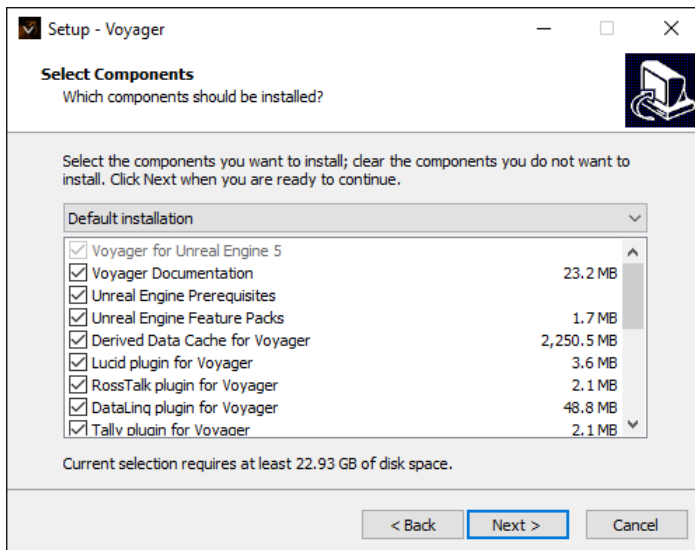 Setup - Voyager
Select Components
Which components should be installed?
Select the components you want to install; clear the components you do not want to
install. Click Next when you are ready to continue.
Default installation
Voyager for Unreal Engine 5
Voyager Documentation 23.2 MB
Unreal Engine Prerequisites
Unreal Engine Feature Packs 1.7 MB
Derived Data Cache for Voyager 2,250.5 MB
Lucid plugin for Voyager 3.6 MB
RossTalk plugin for Voyager 2.1 MB
DataLinq plugin for Voyager 48.8 MB
Tally plugin for Voyager 2.1 MB
Current selection requires at least 22.93 GB of disk space.
< Back Next > Cancel